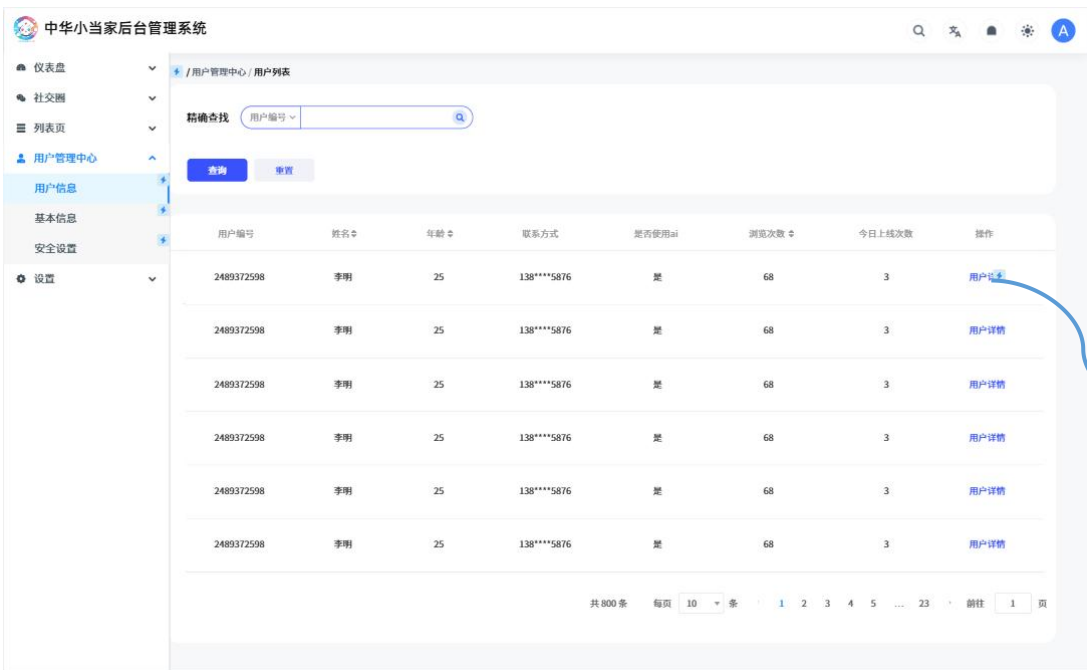 中华小当家后台管理系统
A
仪表盘
社交圈
列表页
用户管理中心
用户信息
基本信息
安全设置
设置
/ 用户管理中心 / 用户列表
精确查找 用户编号
查询 重置
用户编号 姓名 年龄 联系方式 是否使用ai 浏览次数 今日上线次数 操作
2489372598 李明 25 138****5876 是 68 3 用户
2489372598 李明 25 138****5876 是 68 3 用户详情
2489372598 李明 25 138****5876 是 68 3 用户详情
2489372598 李明 25 138****5876 是 68 3 用户详情
2489372598 李明 25 138****5876 是 68 3 用户详情
2489372598 李明 25 138****5876 是 68 3 用户详情
共 800 条 每页 10 条 1 2 3 4 5 ... 23 前往 1 页